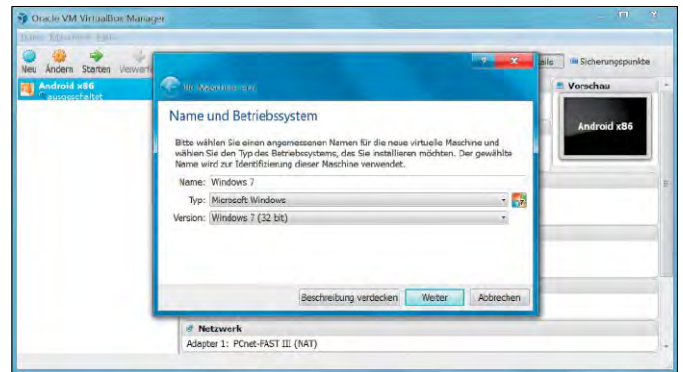 Oracle VM VirtualBox Manager
Neu Ändern Starten
Sicherungspunkte
Android x86
ausgeschaltet
Vorschau
Android x86
Name und Betriebssystem
Bitte wählen Sie einen angemessenen Namen für die neue virtuelle Maschine und
wählen Sie den Typ des Betriebssystems, das Sie installieren möchten. Der gewählte
Name wird zur Identifizierung dieser Maschine verwendet.
Name: Windows 7
Typ: Microsoft Windows
Version: Windows 7 (32 bit)
Beschreibung verdecken
Weiter
Abbrechen
Netzwerk
Adapter 1: PCnet-FAST III (NAT)